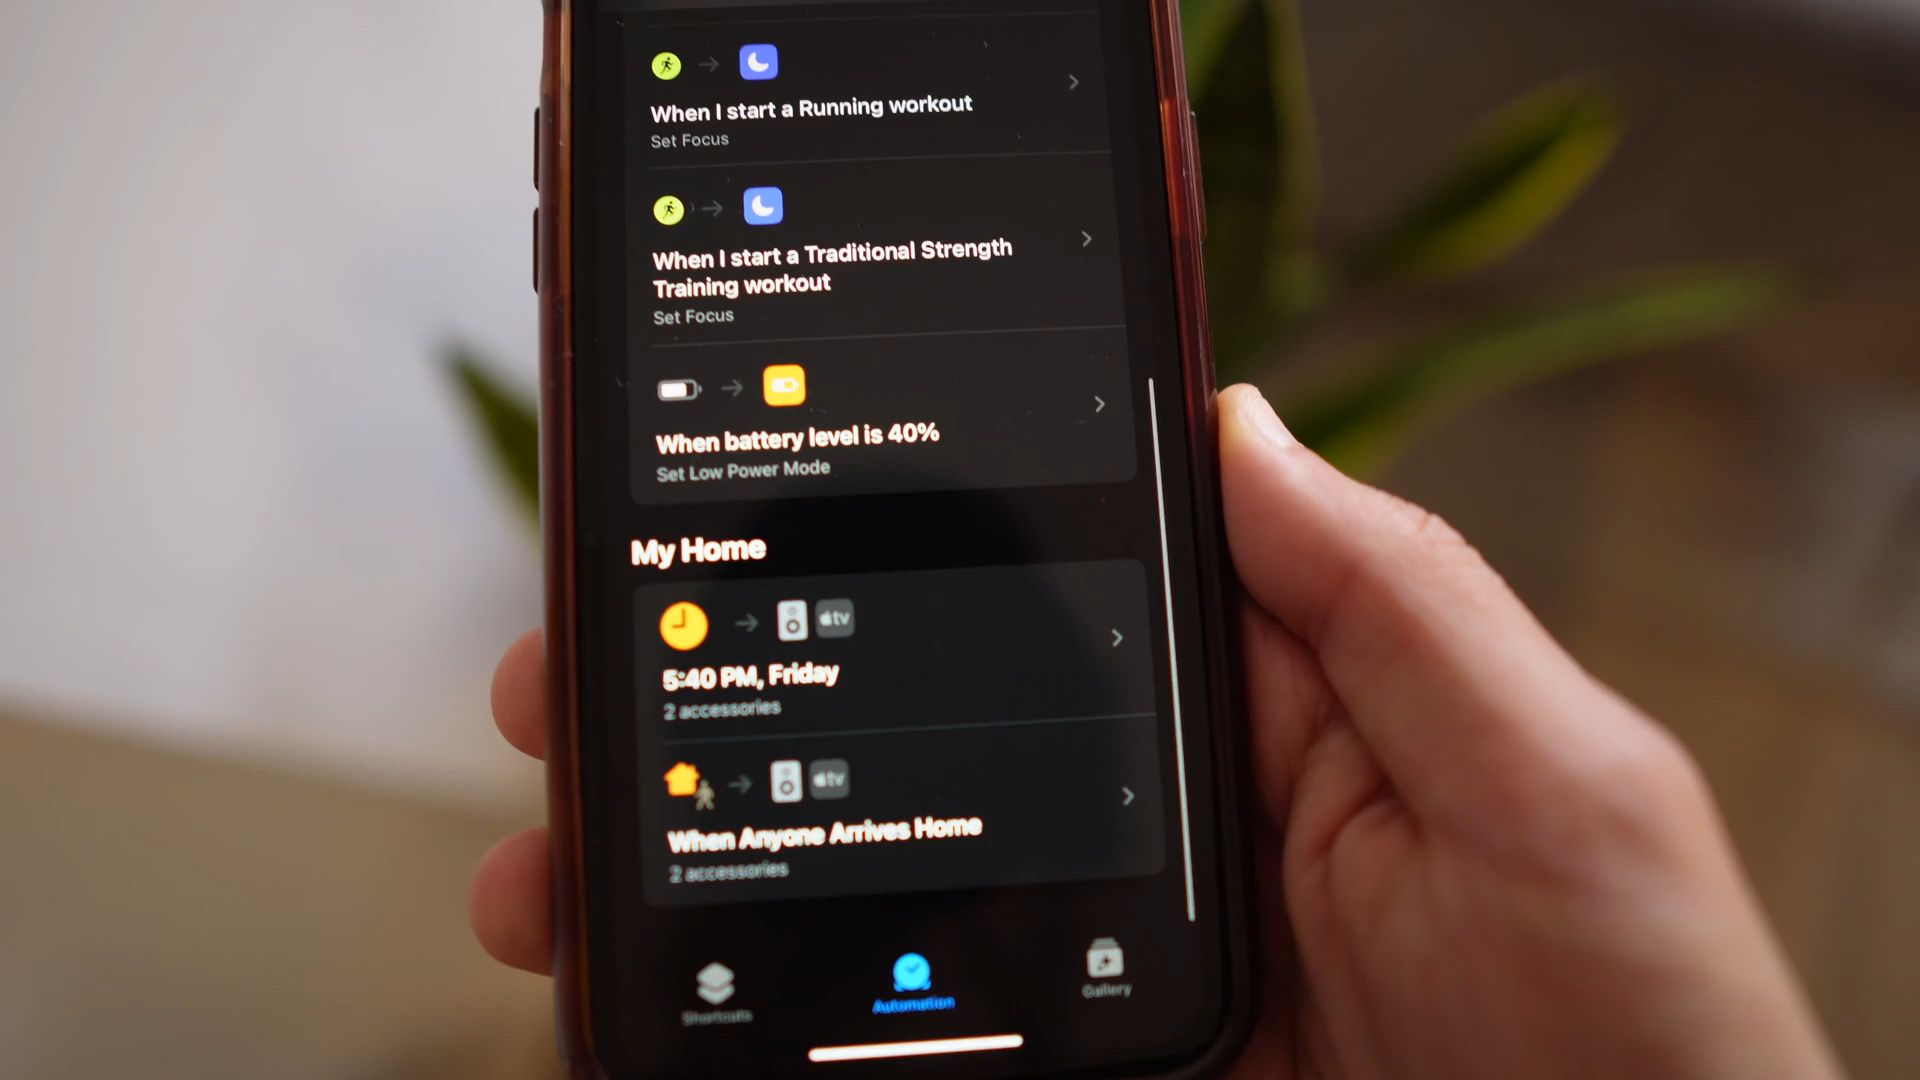 When I start a Running workout
Set Focus
When I start a Traditional Strength
Training workout
Set Focus
When battery level is 40%
Set Low Power Mode
My Home
tv
5:40 PM, Friday
2 accessories
tv
When Anyone Arrives Home
2 accessories
Shortcuts
Automation
Gallery